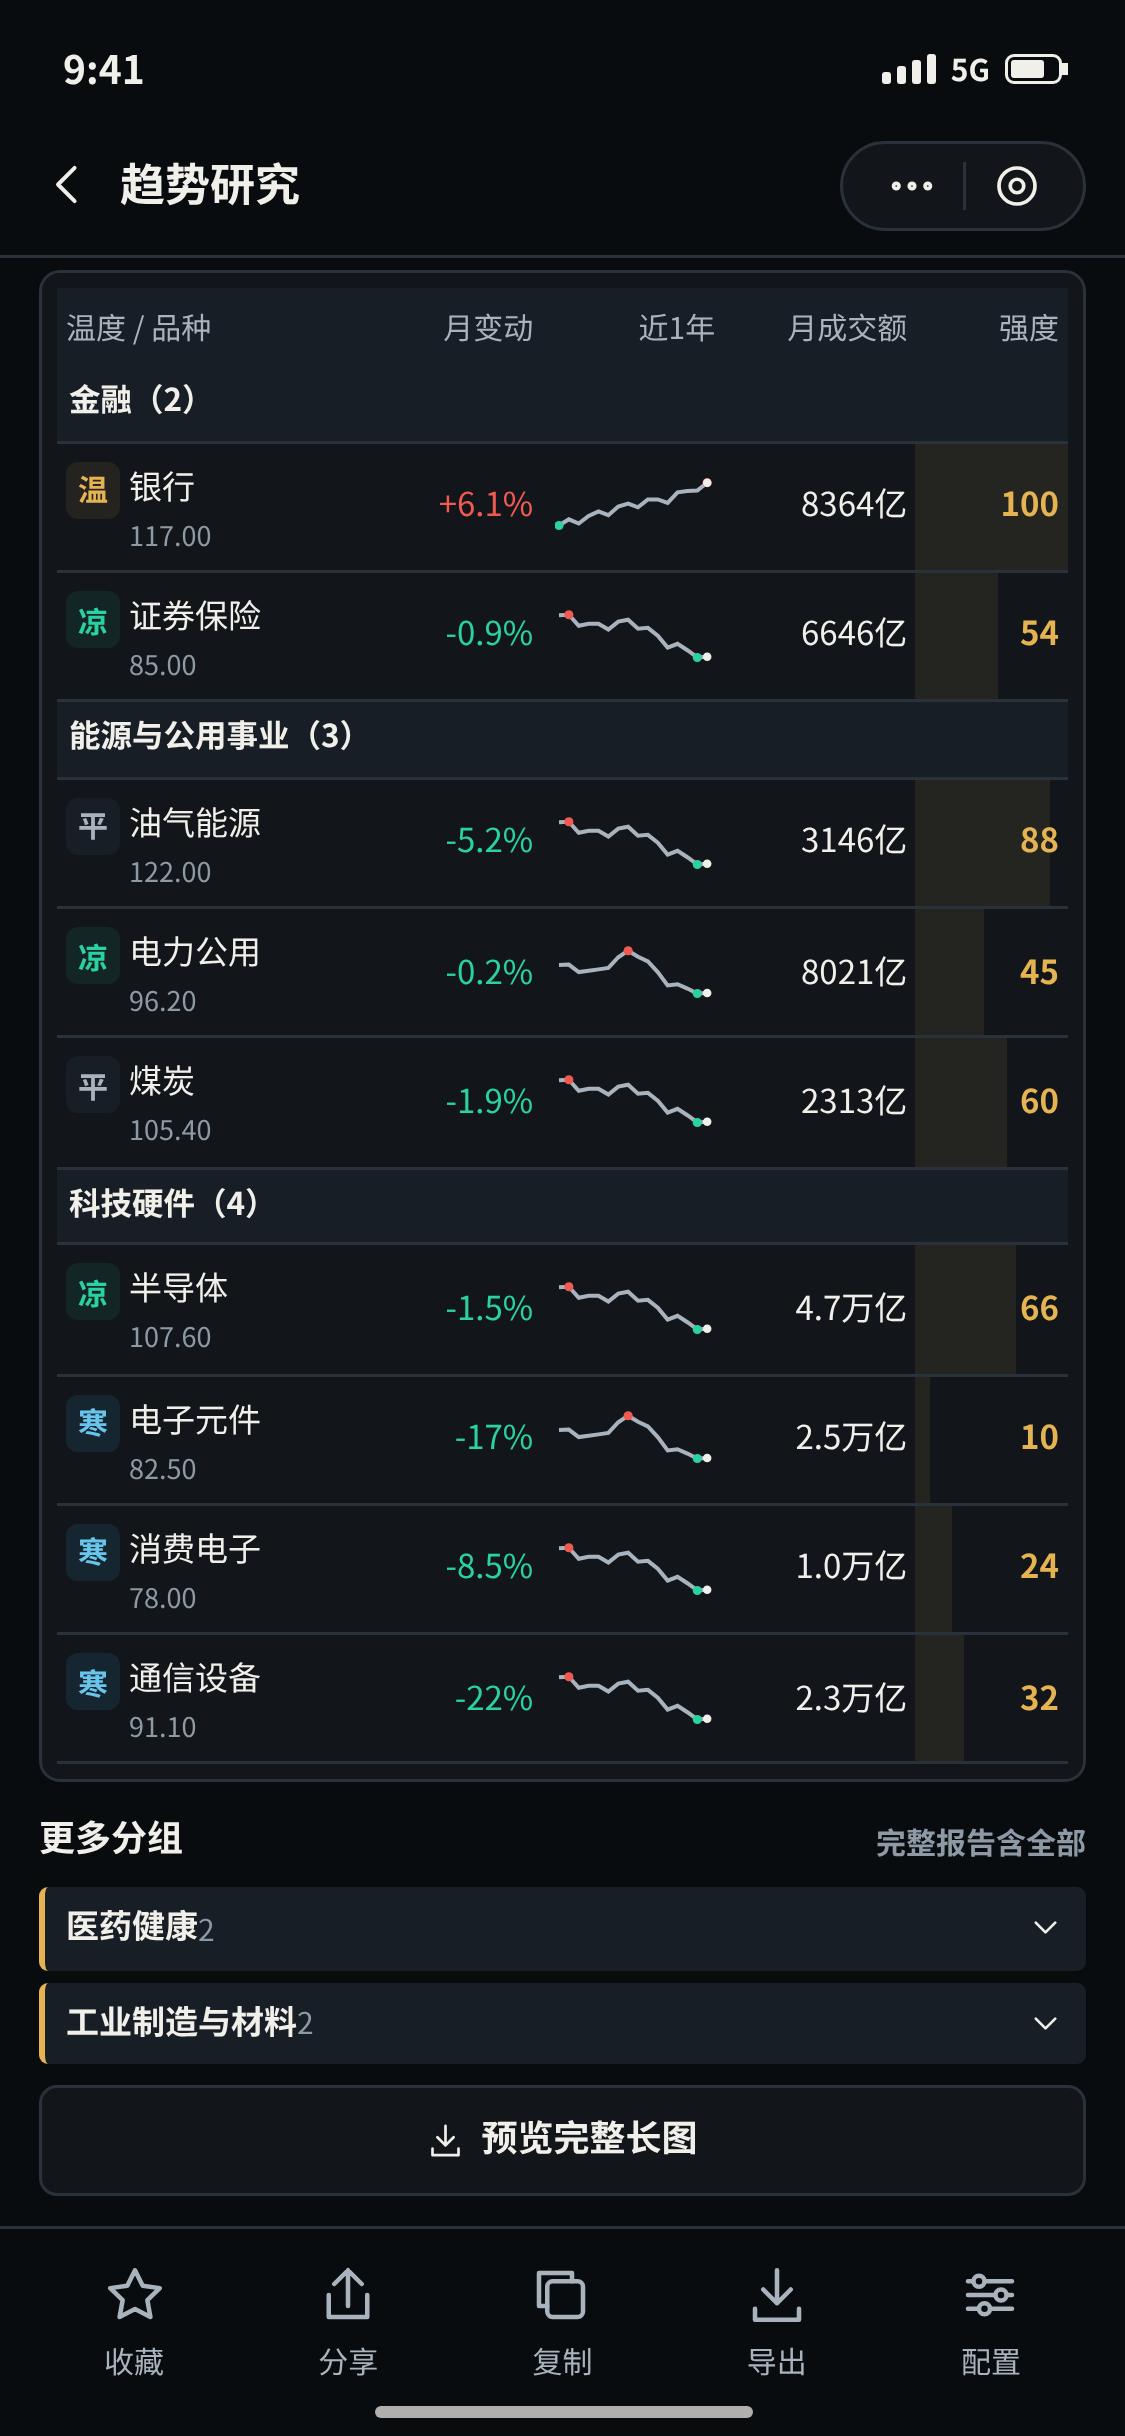 9:41
5G
趋势研究
温度 / 品种 月变动 近1年 月成交额 强度
金融（2）
温 银行 +6.1% 8364亿 100
117.00
凉 证券保险 -0.9% 6646亿 54
85.00
能源与公用事业（3）
平 油气能源 -5.2% 3146亿 88
122.00
凉 电力公用 -0.2% 8021亿 45
96.20
平 煤炭 -1.9% 2313亿 60
105.40
科技硬件（4）
凉 半导体 -1.5% 4.7万亿 66
107.60
寒 电子元件 -17% 2.5万亿 10
82.50
寒 消费电子 -8.5% 1.0万亿 24
78.00
寒 通信设备 -22% 2.3万亿 32
91.10
更多分组 完整报告含全部
医药健康2
工业制造与材料2
预览完整长图
收藏 分享 复制 导出 配置